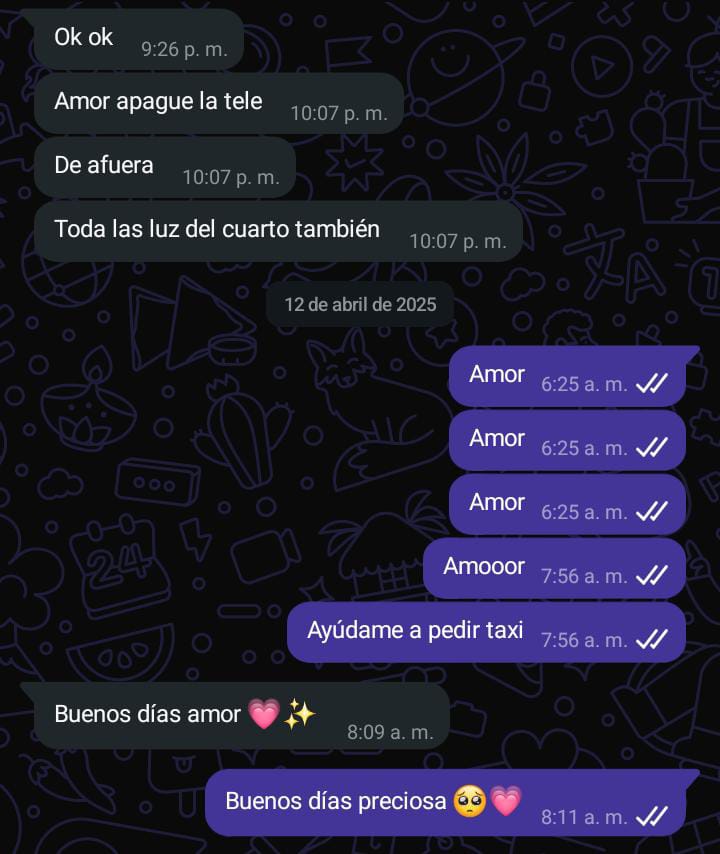 Ok ok 9:26 p. m.
Amor apague la tele 10:07 p. m.
De afuera 10:07 p. m.
Toda las luz del cuarto también 10:07 p. m.
12 de abril de 2025
Amor 6:25 a. m.
Amor 6:25 a. m.
Amor 6:25 a. m.
Amooor 7:56 a. m.
Ayúdame a pedir taxi 7:56 a. m.
Buenos días amor 💗✨ 8:09 a. m.
Buenos días preciosa 🥺💗 8:11 a. m.